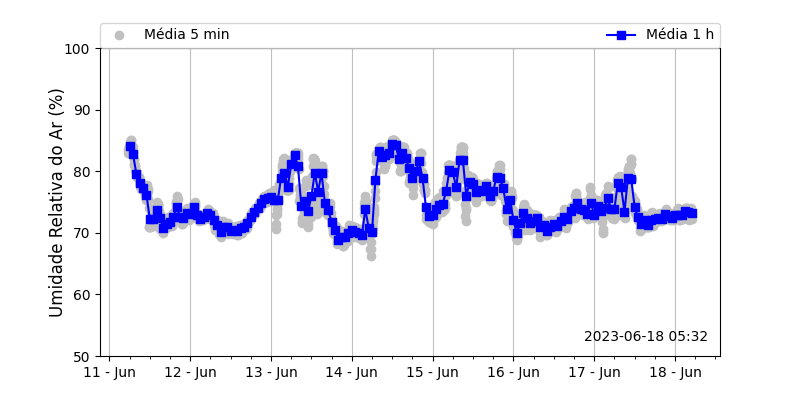 Média 5 min
Média 1 h
Umidade Relativa do Ar (%)
100
90
80
70
60
50
2023-06-18 05:32
11 - Jun
12 - Jun
13 - Jun
14 - Jun
15 - Jun
16 - Jun
17 - Jun
18 - Jun